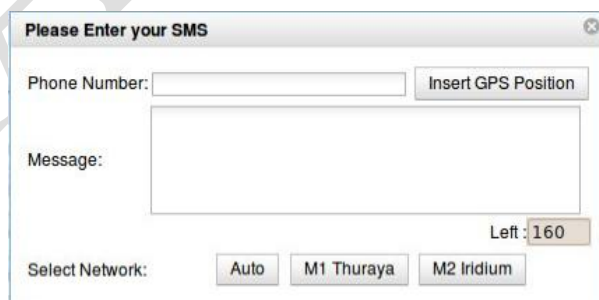 Please Enter your SMS
Phone Number: Insert GPS Position
Message:
Left : 160
Select Network: Auto M1 Thuraya M2 Iridium